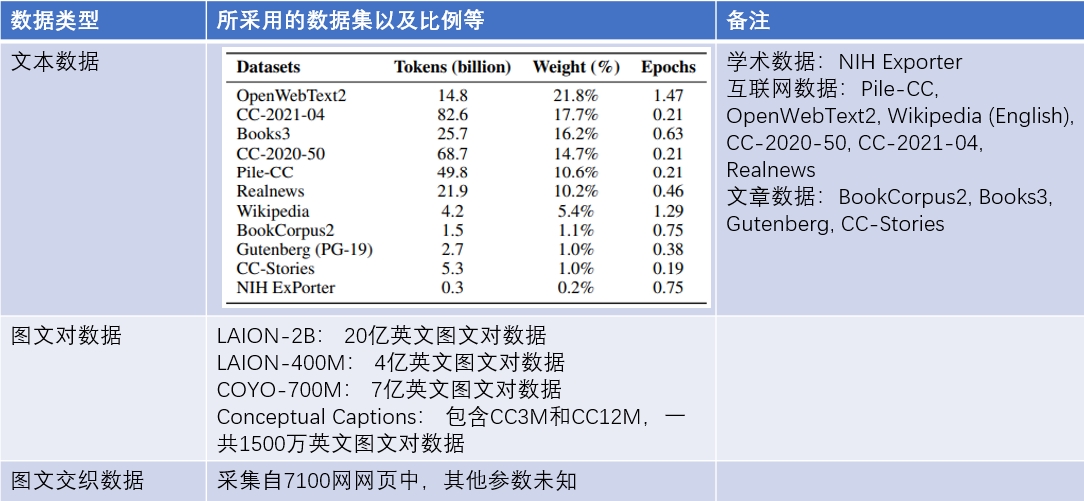 数据类型
所采用的数据集以及比例等
备注
文本数据
Datasets Tokens (billion) Weight (%) Epochs
OpenWebText2 14.8 21.8% 1.47
CC-2021-04 82.6 17.7% 0.21
Books3 25.7 16.2% 0.63
CC-2020-50 68.7 14.7% 0.21
Pile-CC 49.8 10.6% 0.21
Realnews 21.9 10.2% 0.46
Wikipedia 4.2 5.4% 1.29
BookCorpus2 1.5 1.1% 0.75
Gutenberg (PG-19) 2.7 1.0% 0.38
CC-Stories 5.3 1.0% 0.19
NIH ExPorter 0.3 0.2% 0.75
学术数据：NIH Exporter
互联网数据：Pile-CC,
OpenWebText2, Wikipedia (English),
CC-2020-50, CC-2021-04,
Realnews
文章数据：BookCorpus2, Books3,
Gutenberg, CC-Stories
图文对数据
LAION-2B： 20亿英文图文对数据
LAION-400M： 4亿英文图文对数据
COYO-700M： 7亿英文图文对数据
Conceptual Captions： 包含CC3M和CC12M，一
共1500万英文图文对数据
图文交织数据
采集自7100网网页中，其他参数未知